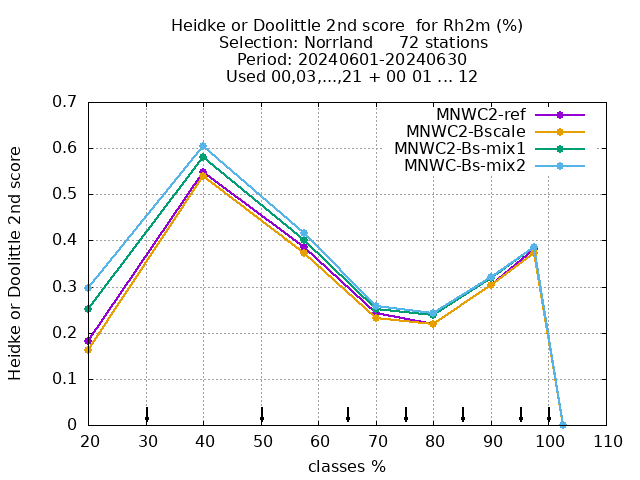 Heidke or Doolittle 2nd score  for Rh2m (%)
Selection: Norrland     72 stations
Period: 20240601-20240630
Used 00,03,...,21 + 00 01 ... 12
MNWC2-ref
MNWC2-Bscale
MNWC2-Bs-mix1
MNWC-Bs-mix2
Heidke or Doolittle 2nd score
0.7
0.6
0.5
0.4
0.3
0.2
0.1
0
20 30 40 50 60 70 80 90 100 110
classes %